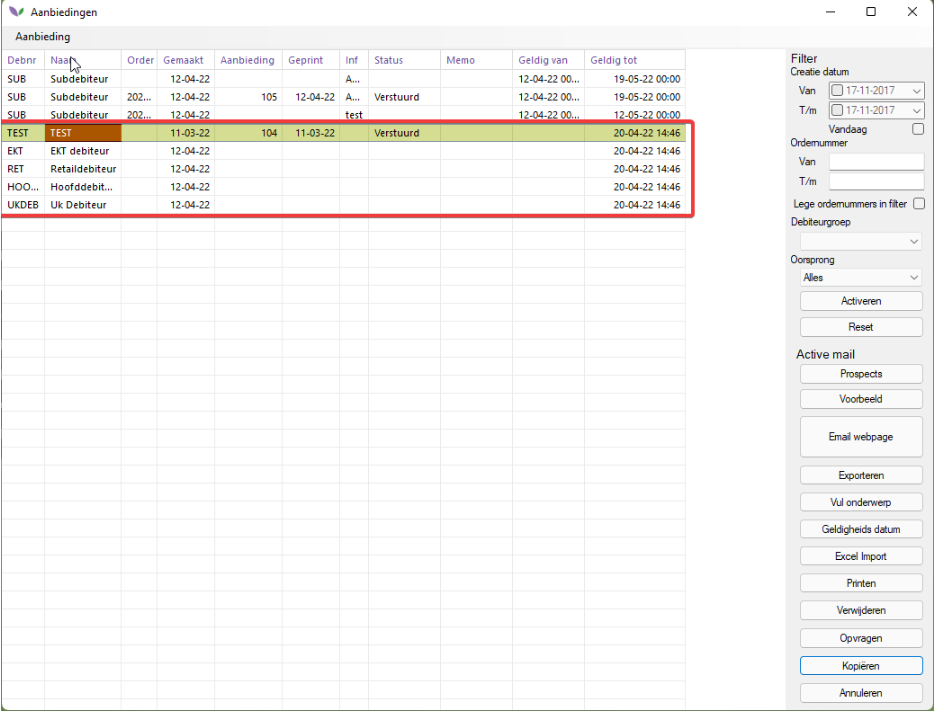 Aanbiedingen
Aanbieding
Debnr Naam Order Gemaakt Aanbieding Geprint Inf Status Memo Geldig van Geldig tot
SUB Subdebiteur 12-04-22 A... 12-04-22 00... 19-05-22 00:00
SUB Subdebiteur 202... 12-04-22 105 12-04-22 A... Verstuurd 12-04-22 00... 19-05-22 00:00
SUB Subdebiteur 202... 12-04-22 test 12-04-22 00... 12-05-22 00:00
TEST TEST 11-03-22 104 11-03-22 Verstuurd 20-04-22 14:46
EKT EKT debiteur 12-04-22 20-04-22 14:46
RET Retaildebiteur 12-04-22 20-04-22 14:46
HOO... Hoofddebit... 12-04-22 20-04-22 14:46
UKDEB Uk Debiteur 12-04-22 20-04-22 14:46
Filter
Creatie datum
Van 17-11-2017
T/m 17-11-2017
Vandaag
Ordernummer
Van
T/m
Lege ordernummers in filter
Debiteurgroep
Oorsprong
Alles
Activeren
Reset
Active mail
Prospects
Voorbeeld
Email webpage
Exporteren
Vul onderwerp
Geldigheids datum
Excel Import
Printen
Verwijderen
Opvragen
Kopiëren
Annuleren